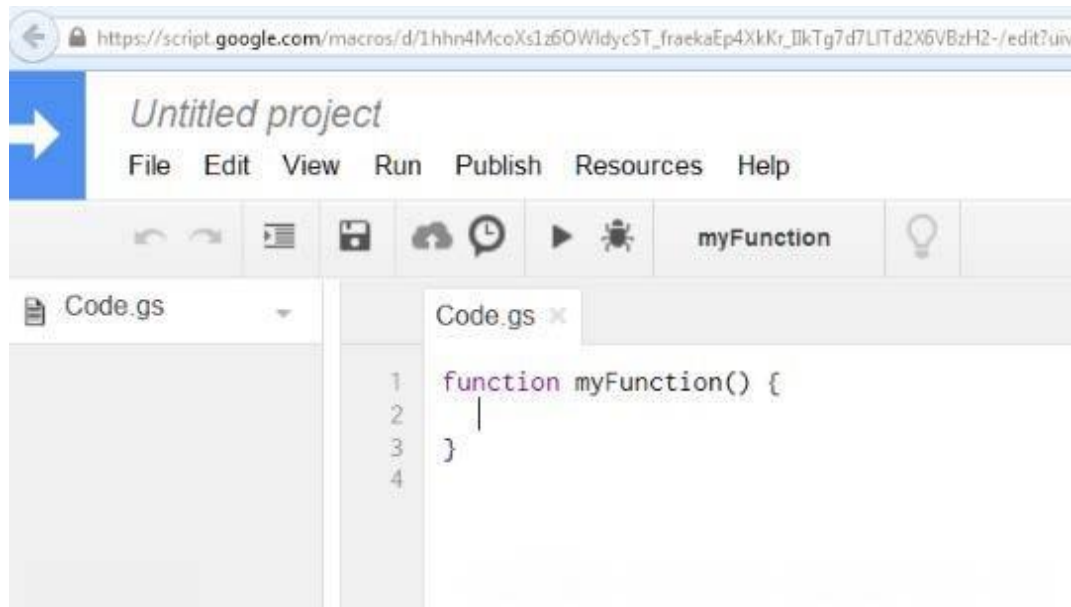 https://script.google.com/macros/d/1hhn4McoXs1z6OWIdycST_fraekaEp4XkKr_IIkTg7d7LITd2X6VBzH2-/edit?uiv
Untitled project
File Edit View Run Publish Resources Help
myFunction
Code.gs
Code.gs
1 function myFunction() {
2
3 }
4